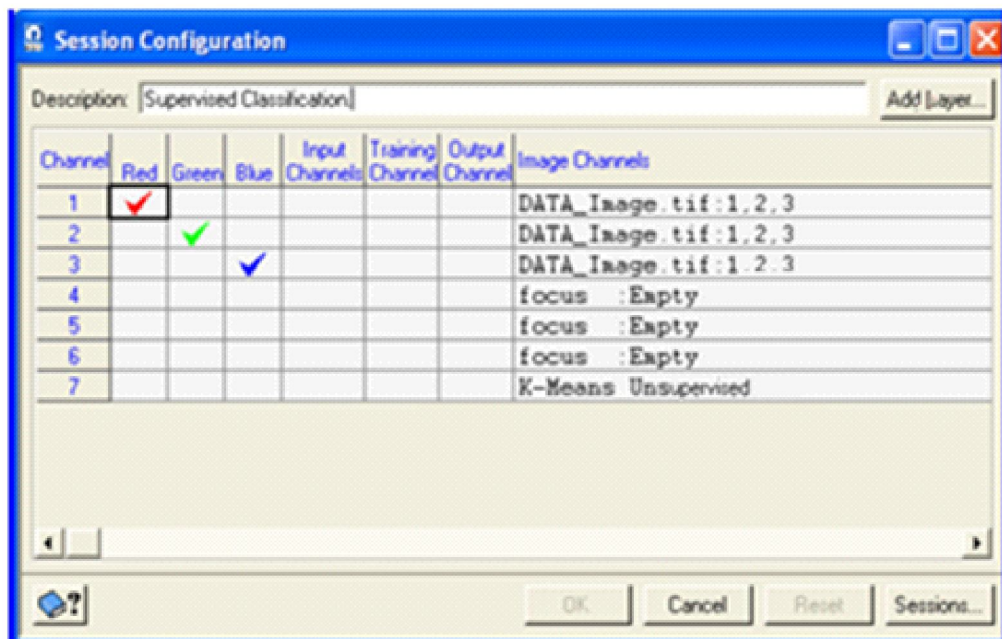 Session Configuration
Description: Supervised Classification. Add Layer...
Channel Red Green Blue Input Channels Training Channel Output Channel Image Channels
1 DATA_Image.tif:1,2,3
2 DATA_Image.tif:1,2,3
3 DATA_Image.tif:1.2.3
4 focus :Empty
5 focus :Empty
6 focus :Empty
7 K-Means Unsupervised
? OK Cancel Reset Sessions...